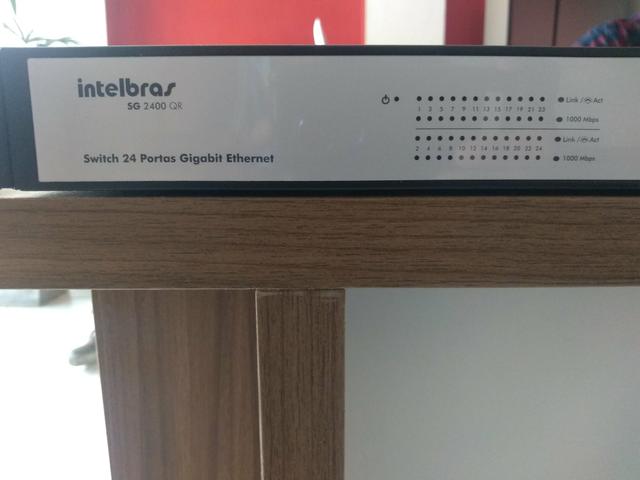 intelbras
SG 2400 QR
Switch 24 Portas Gigabit Ethernet
Link / Act
1 3 5 7 9 11 13 15 17 19 21 23
1000 Mbps
Link / Act
2 4 6 8 10 12 14 16 18 20 22 24
1000 Mbps